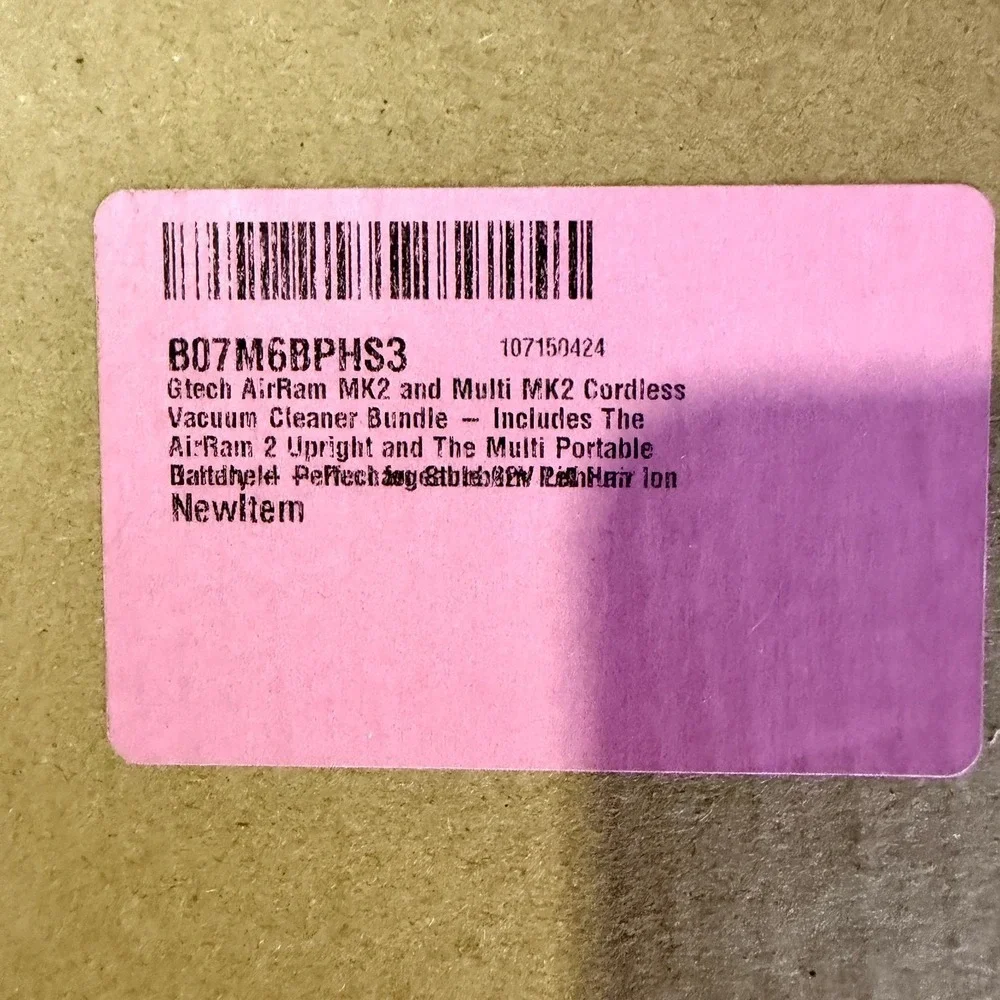 B07M6BPHS3
107150424
Gtech AirRam MK2 and Multi MK2 Cordless
Vacuum Cleaner Bundle – Includes The
AirRam 2 Upright and The Multi Portable
Ion
NewItem